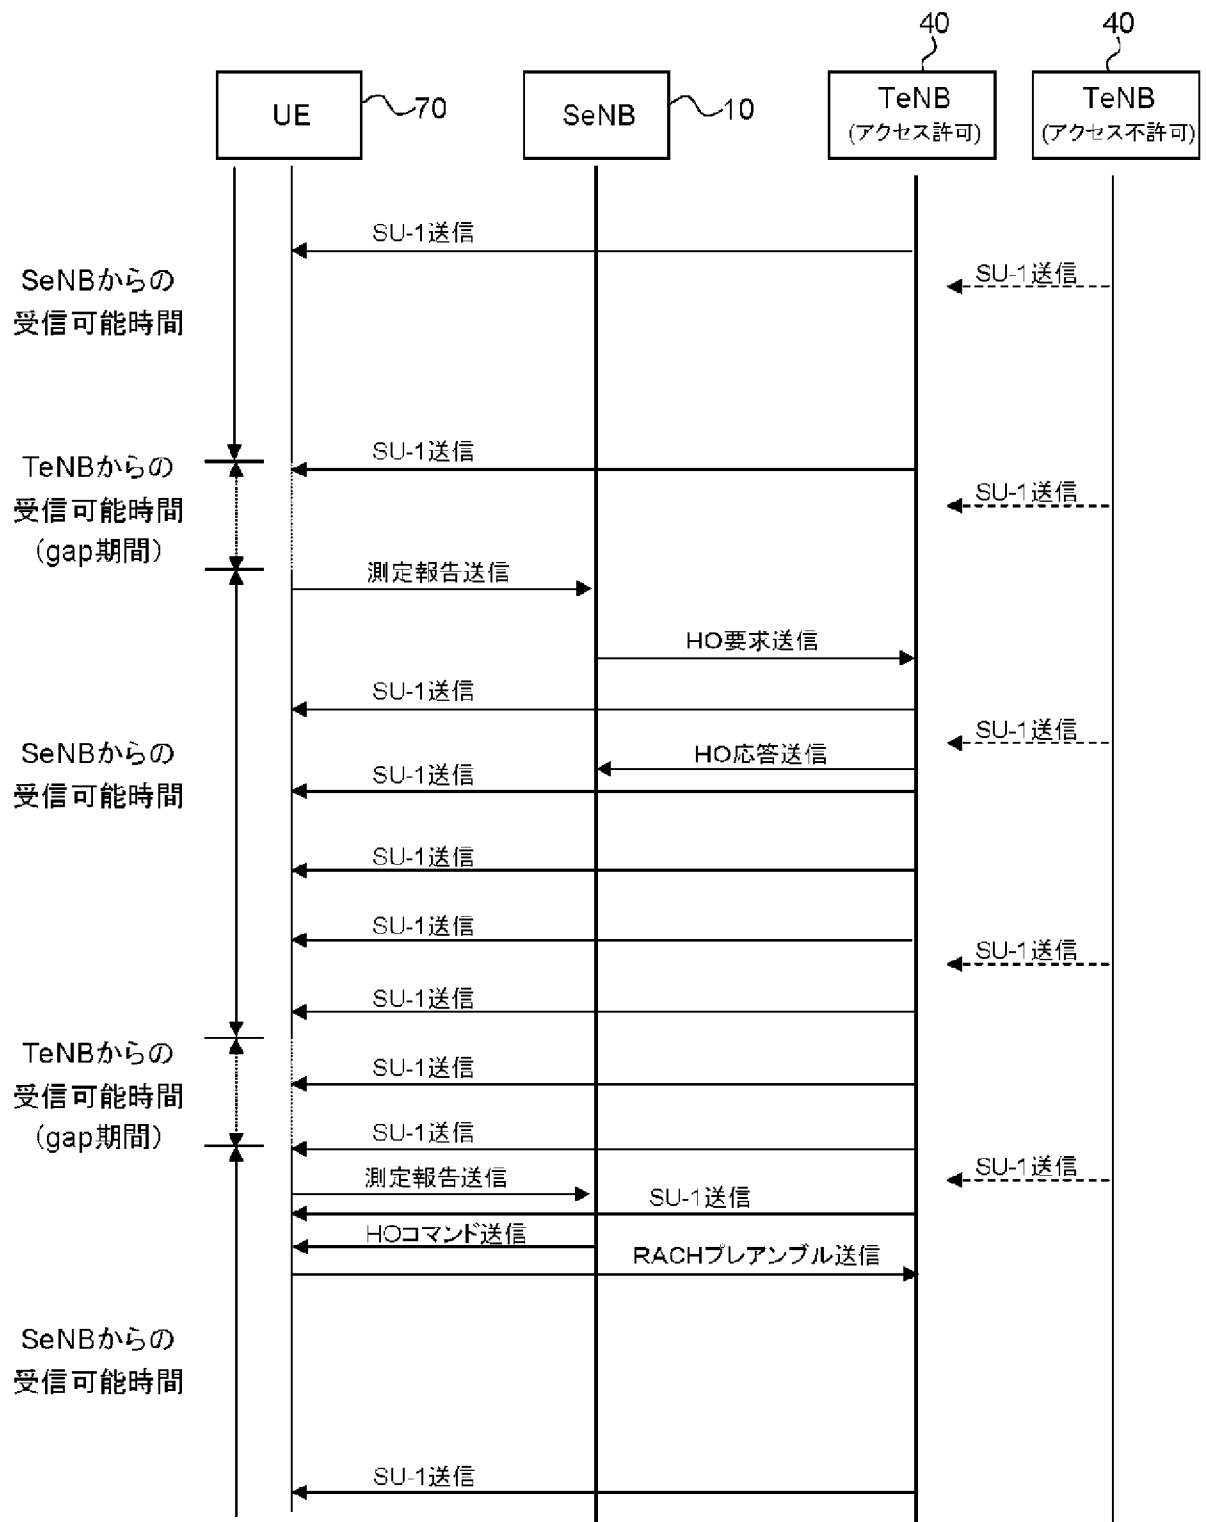 40
40
UE
70
SeNB
10
TeNB
(アクセス許可)
TeNB
(アクセス不許可)
SU-1送信
SeNBからの
受信可能時間
SU-1送信
SU-1送信
TeNBからの
受信可能時間
(gap期間)
SU-1送信
測定報告送信
HO要求送信
SU-1送信
SU-1送信
SeNBからの
受信可能時間
HO応答送信
SU-1送信
SU-1送信
SU-1送信
SU-1送信
SU-1送信
TeNBからの
受信可能時間
(gap期間)
SU-1送信
SU-1送信
測定報告送信
SU-1送信
SU-1送信
HOコマンド送信
RACHプレアンブル送信
SeNBからの
受信可能時間
SU-1送信